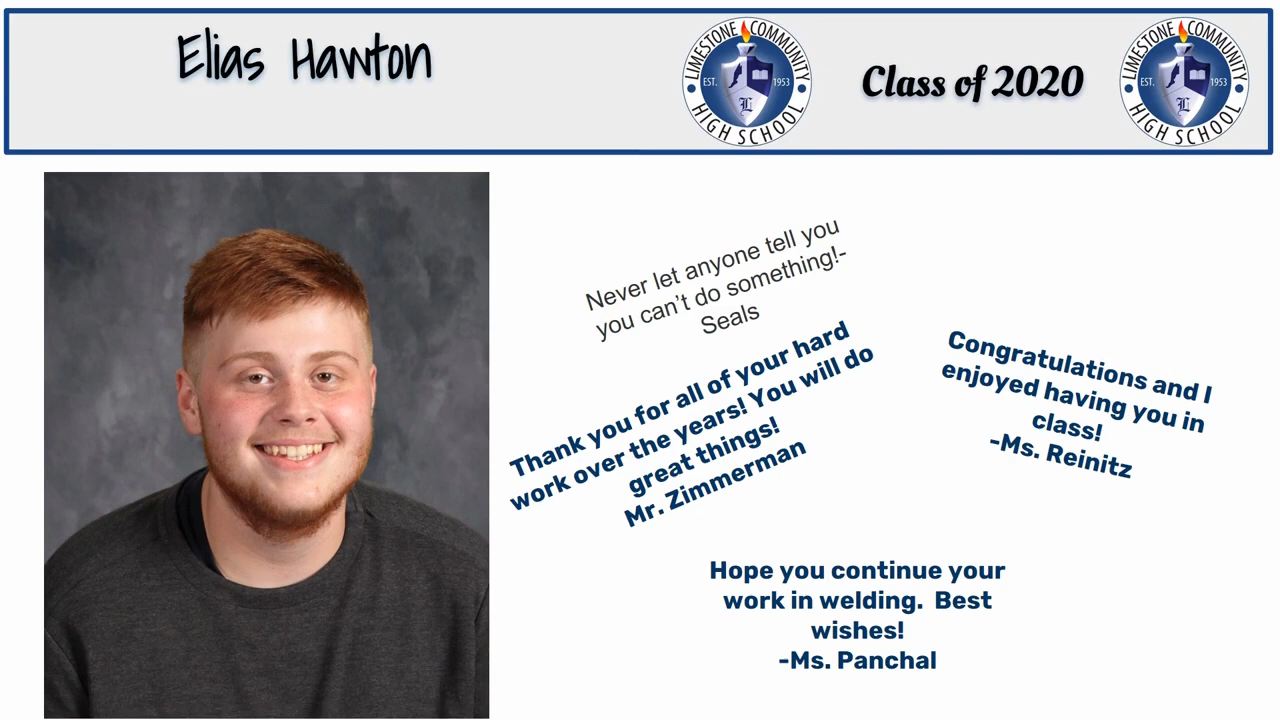 Elias Hawton
LIMESTONE COMMUNITY
EST. 1953
L
HIGH SCHOOL
Class of 2020
LIMESTONE COMMUNITY
EST. 1953
L
HIGH SCHOOL
Never let anyone tell you
you can't do something!-
Seals
Thank you for all of your hard
work over the years! You will do
great things!
Mr. Zimmerman
Congratulations and I
enjoyed having you in
class!
-Ms. Reinitz
Hope you continue your
work in welding.  Best
wishes!
-Ms. Panchal